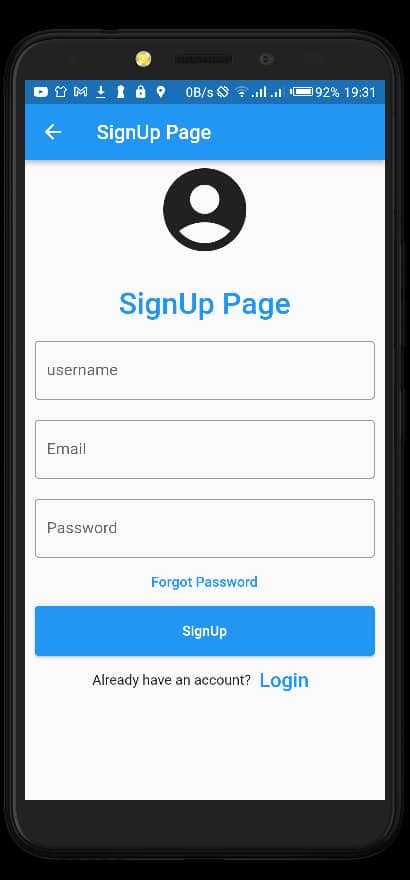 0B/s 92% 19:31
SignUp Page
SignUp Page
username
Email
Password
Forgot Password
SignUp
Already have an account? Login